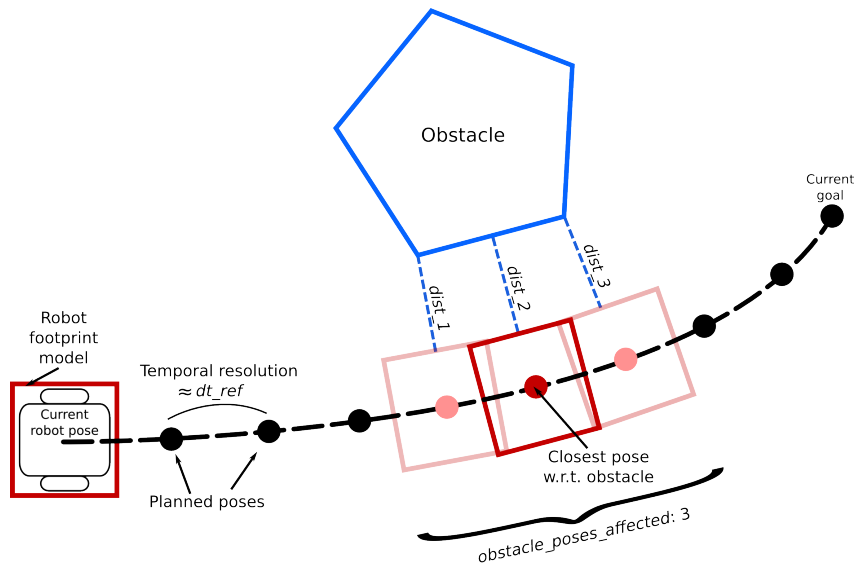 Obstacle
Current
goal
dist_1
dist_2
dist_3
Robot
footprint
model
Temporal resolution
≈ dt_ref
Current
robot pose
Closest pose
w.r.t. obstacle
Planned poses
obstacle_poses_affected: 3